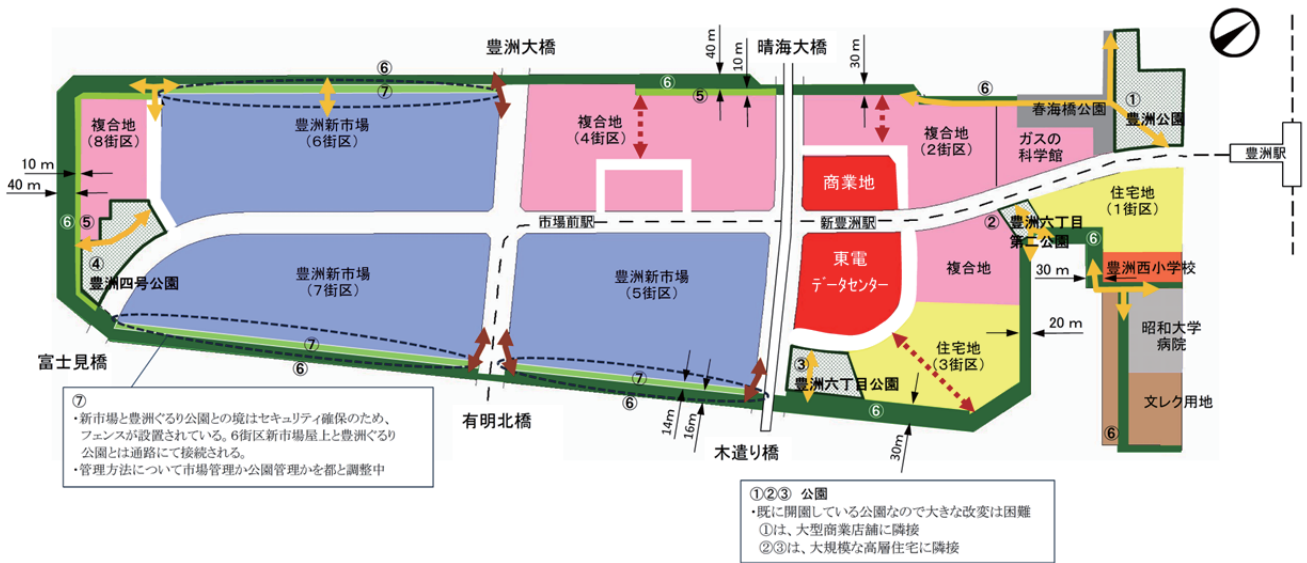 豊洲大橋
晴海大橋
40 m
10 m
30 m
⑥
⑦
⑥
⑤
⑥
春海橋公園
①
豊洲公園
豊洲駅
複合地
(8街区)
豊洲新市場
(6街区)
複合地
(4街区)
複合地
(2街区)
ガスの
科学館
商業地
住宅地
(1街区)
10 m
40 m
⑥
⑤
④
豊洲四号公園
市場前駅
新豊洲駅
②
豊洲六丁目
第二公園
⑥
豊洲西小学校
30 m
豊洲新市場
(7街区)
豊洲新市場
(5街区)
東電
データセンター
複合地
20 m
昭和大学
病院
住宅地
(3街区)
文レク用地
⑥
富士見橋
⑦
⑥
有明北橋
⑦
⑥
14m
16m
木遣り橋
③
豊洲六丁目公園
⑥
30m
⑦
・新市場と豊洲ぐるり公園との境はセキュリティ確保のため、
フェンスが設置されている。6街区新市場屋上と豊洲ぐるり
公園とは通路にて接続される。
・管理方法について市場管理か公園管理かを都と調整中
①②③ 公園
・既に開園している公園なので大きな改変は困難
①は、大型商業店舗に隣接
②③は、大規模な高層住宅に隣接